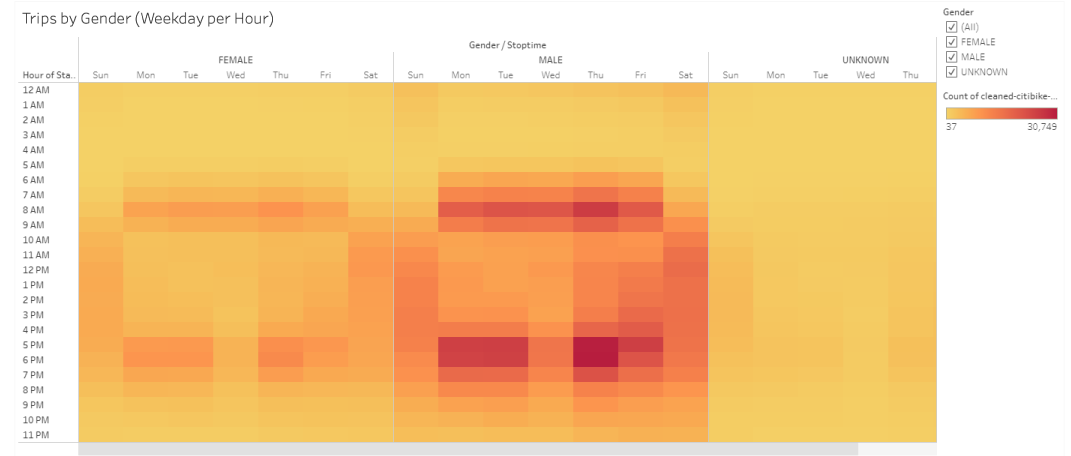 Trips by Gender (Weekday per Hour)
Gender / Stoptime
FEMALE MALE UNKNOWN
Hour of Sta.. Sun Mon Tue Wed Thu Fri Sat Sun Mon Tue Wed Thu Fri Sat Sun Mon Tue Wed Thu
12 AM
1 AM
2 AM
3 AM
4 AM
5 AM
6 AM
7 AM
8 AM
9 AM
10 AM
11 AM
12 PM
1 PM
2 PM
3 PM
4 PM
5 PM
6 PM
7 PM
8 PM
9 PM
10 PM
11 PM
Gender
(All)
FEMALE
MALE
UNKNOWN
Count of cleaned-citibike-...
37 30,749